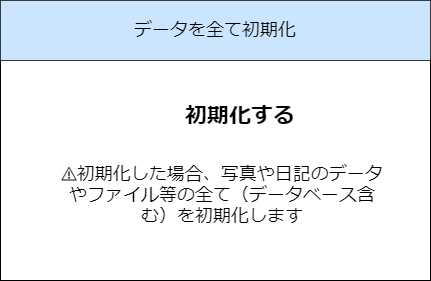 データを全て初期化
初期化する
⚠初期化した場合、写真や日記のデータ
やファイル等の全て（データベース含
む）を初期化します